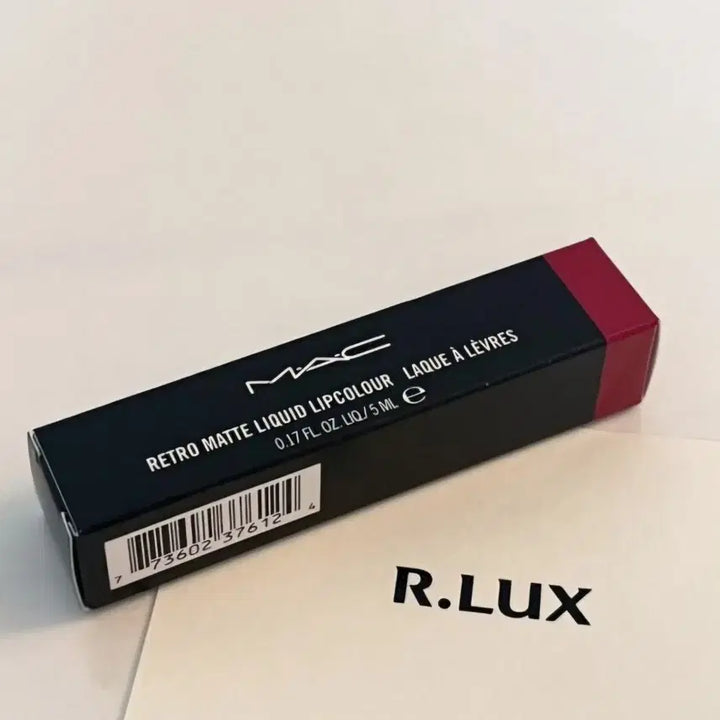 M·A·C
RETRO MATTE LIQUID LIPCOLOUR LAQUE À LÈVRES
0.17 FL. OZ. LIQ/5 ML ℮
7 73602 37612 4
R.LUX